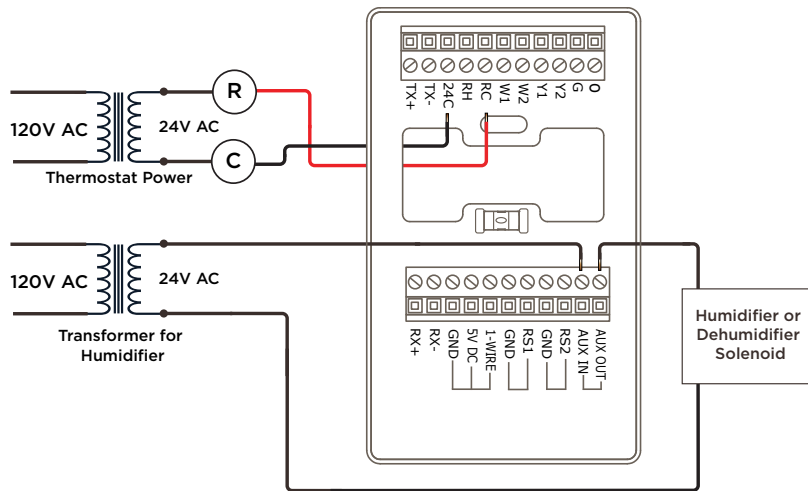 TX+
TX-
24C
RH
RC
W1
W2
Y1
Y2
G
O
R
120V AC
24V AC
C
Thermostat Power
120V AC
24V AC
Transformer for
Humidifier
RX+
RX-
GND
5V DC
1-WIRE
GND
RS1
GND
RS2
AUX IN
AUX OUT
Humidifier or
Dehumidifier
Solenoid